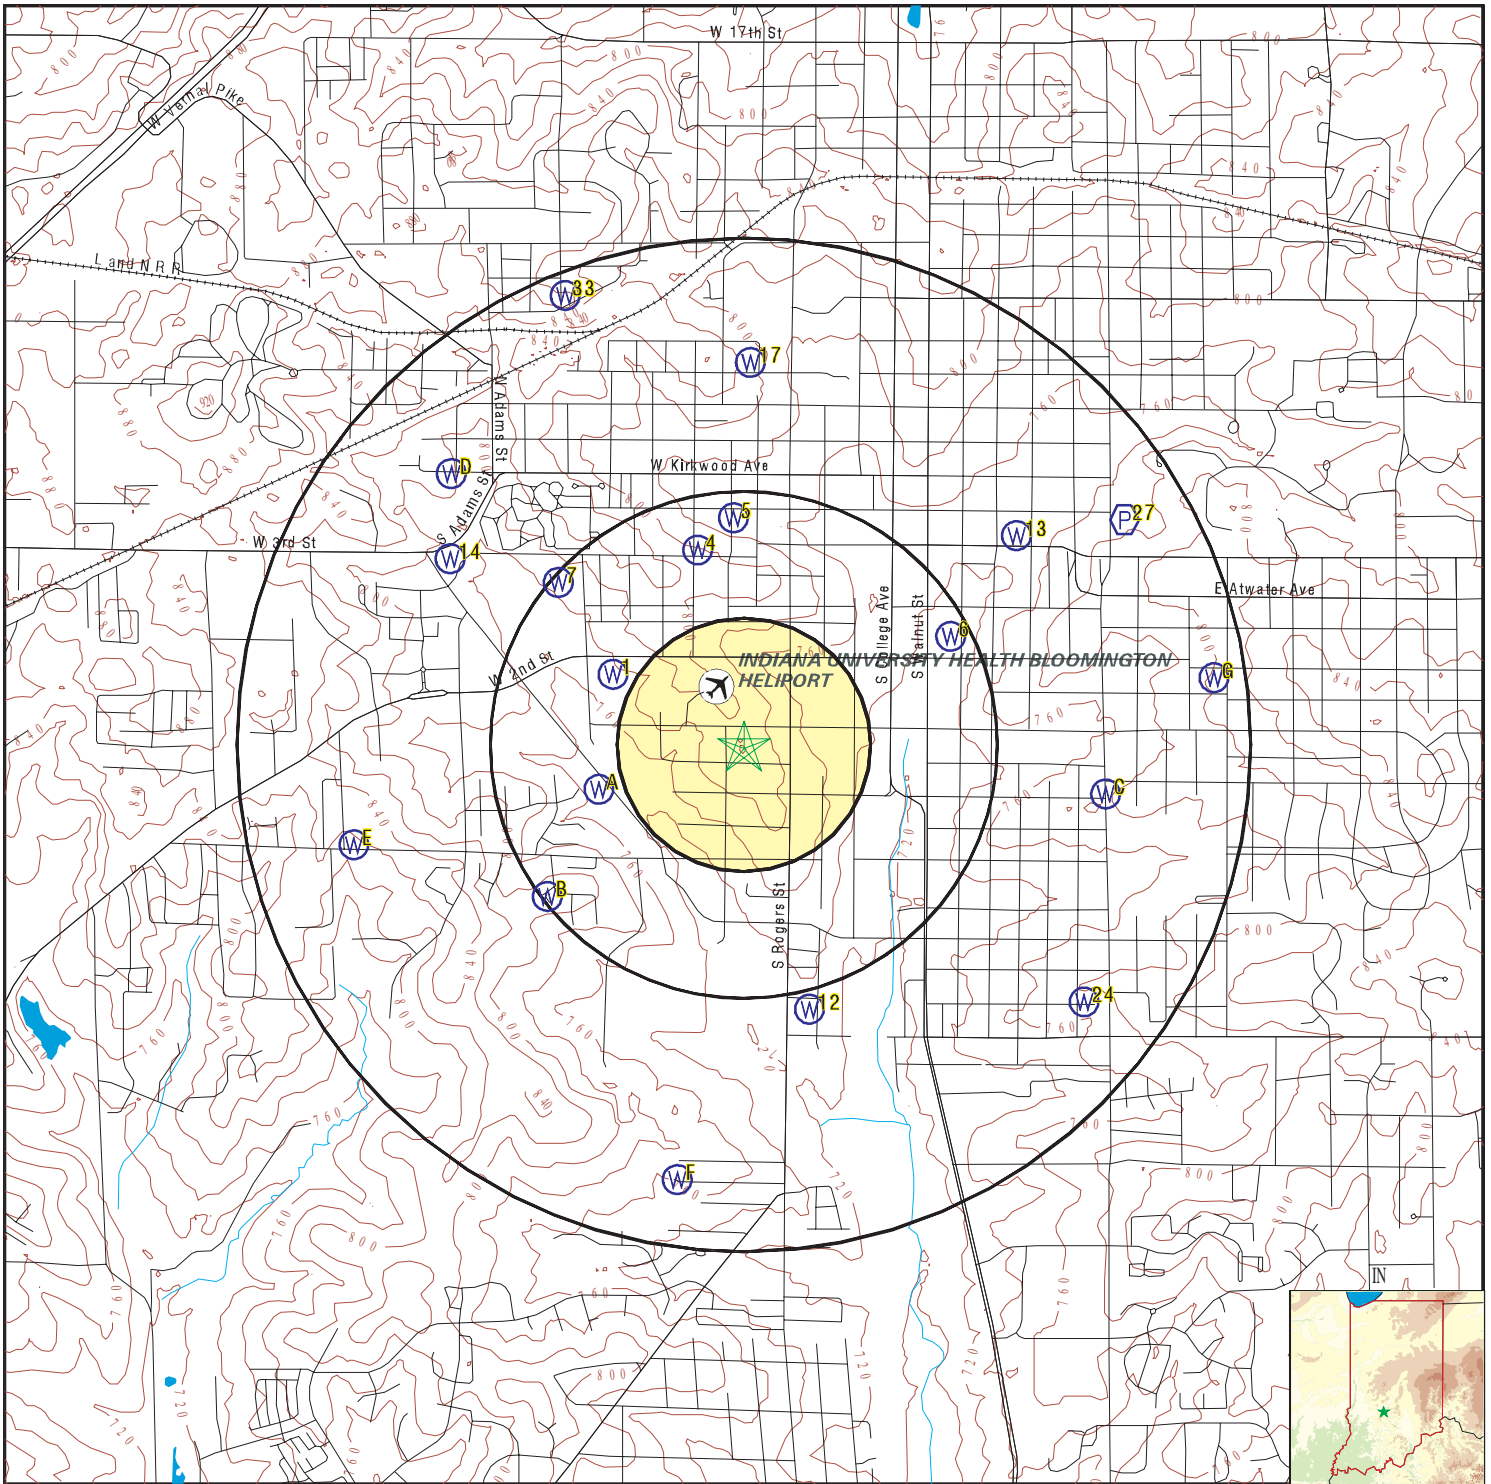 W 17th St
W Vernal Pike
L and N R R
W 33
W 17
N Adams St
W Kirkwood Ave
W D
S Adams St
W 5
P 27
W 13
W 3rd St
W 4
W 14
W 7
E Atwater Ave
S College Ave
S Walnut St
W 6
W 2nd St
W 1
INDIANA UNIVERSITY HEALTH BLOOMINGTON
HELIPORT
W G
W A
W C
W E
W B
S Rogers St
W 24
W 12
W F
IN
800
840
880
920
760
720